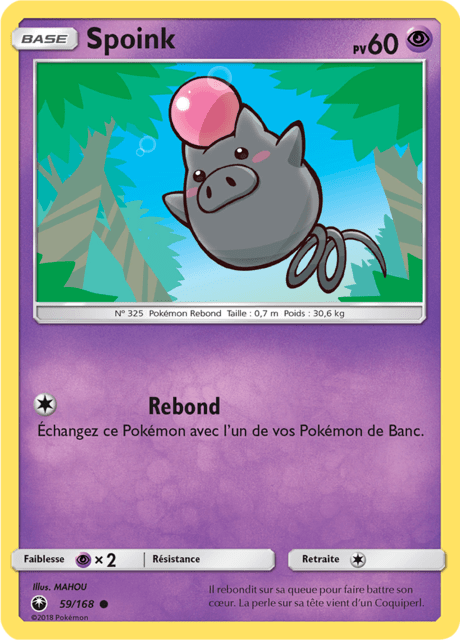 BASE Spoink PV60
N° 325 Pokémon Rebond Taille : 0,7 m Poids : 30,6 kg
Rebond
Échangez ce Pokémon avec l'un de vos Pokémon de Banc.
Faiblesse ×2 Résistance Retraite
Illus. MAHOU
59/168
©2018 Pokémon
Il rebondit sur sa queue pour faire battre son
cœur. La perle sur sa tête vient d'un Coquiperl.